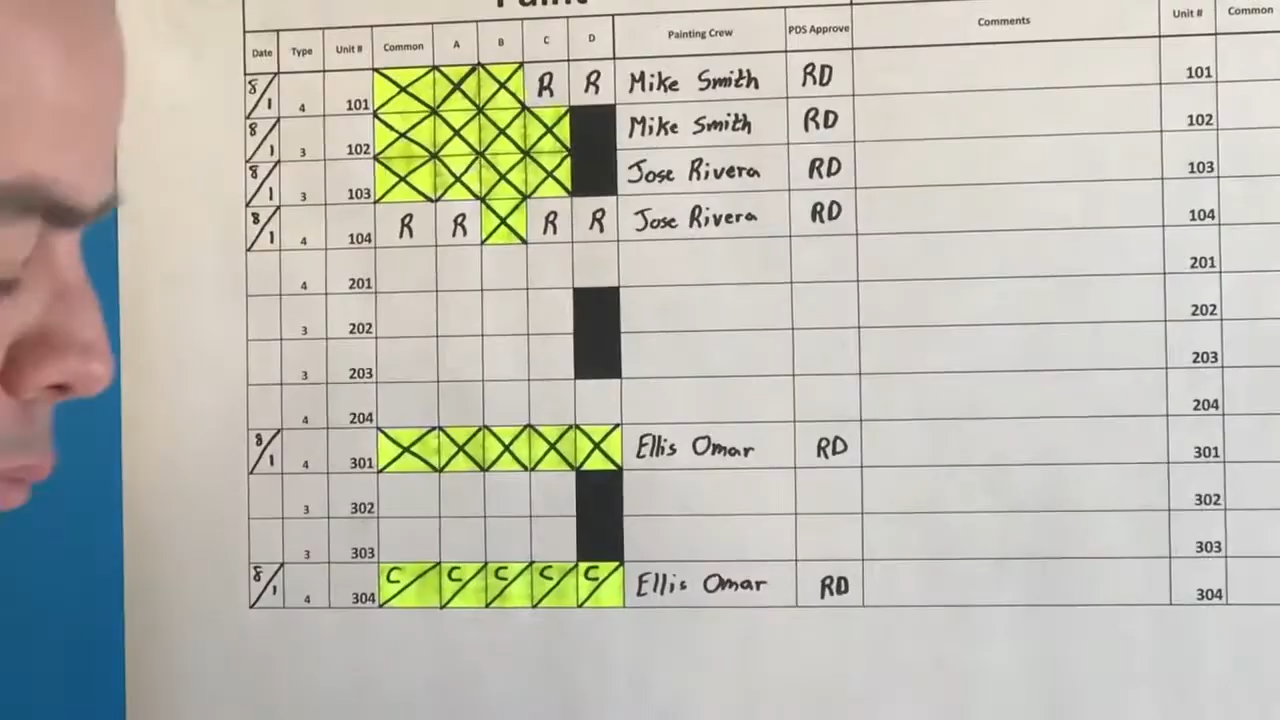 Paint
Date Type Unit # Common A B C D Painting Crew PDS Approve Comments Unit # Common
8/1 4 101 X X X R R Mike Smith RD 101
8/1 3 102 X X X X Mike Smith RD 102
8/1 3 103 X X X X Jose Rivera RD 103
8/1 4 104 R R X R R Jose Rivera RD 104
4 201 201
3 202 202
3 203 203
4 204 204
8/1 4 301 X X X X X Ellis Omar RD 301
3 302 302
3 303 303
8/1 4 304 C/ C/ C/ C/ C/ Ellis Omar RD 304